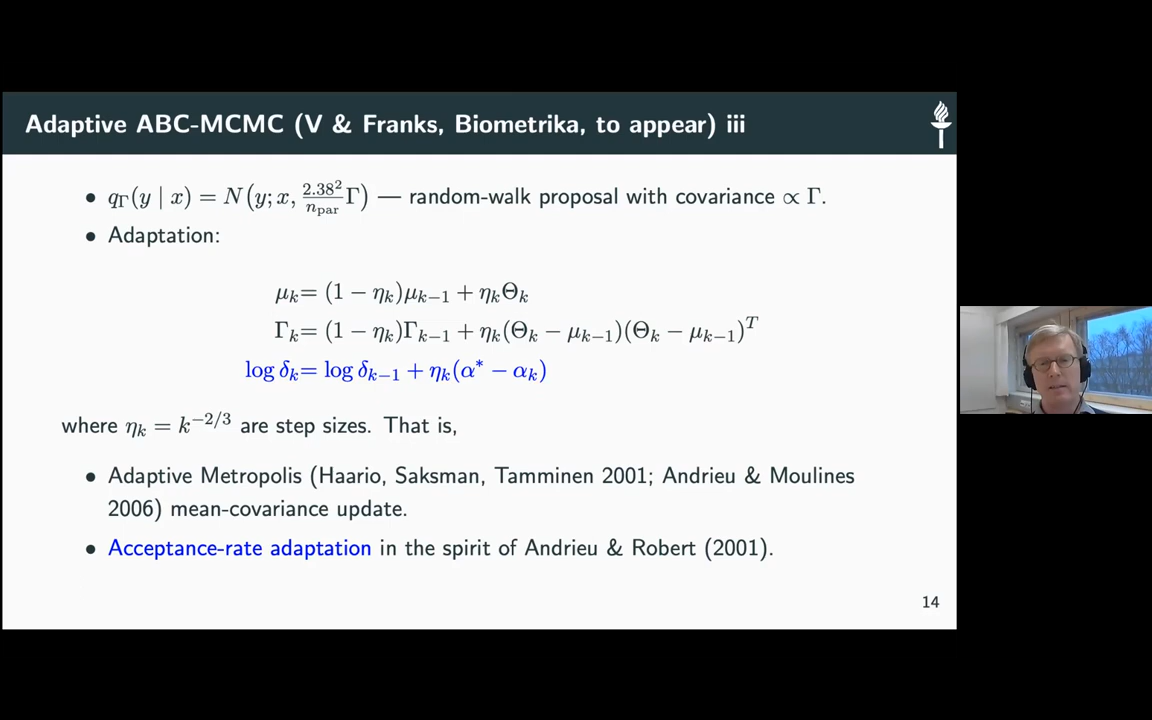 Adaptive ABC-MCMC (V & Franks, Biometrika, to appear) iii
• q_Γ(y | x) = N(y; x, 2.38²/n_par Γ) — random-walk proposal with covariance ∝ Γ.
• Adaptation:
μ_k = (1 − η_k)μ_{k−1} + η_kΘ_k
Γ_k = (1 − η_k)Γ_{k−1} + η_k(Θ_k − μ_{k−1})(Θ_k − μ_{k−1})^T
log δ_k = log δ_{k−1} + η_k(α* − α_k)
where η_k = k^{−2/3} are step sizes. That is,
• Adaptive Metropolis (Haario, Saksman, Tamminen 2001; Andrieu & Moulines
2006) mean-covariance update.
• Acceptance-rate adaptation in the spirit of Andrieu & Robert (2001).
14